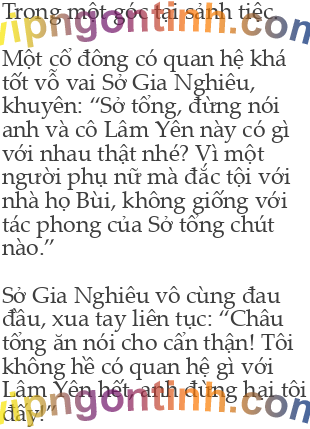 Trong một góc tại sảnh tiệc.
vipngontinh.com
Một cổ đông có quan hệ khá
tốt vỗ vai Sở Gia Nghiêu,
khuyên: “Sở tổng, đừng nói
anh và cô Lâm Yên này có gì
với nhau thật nhé? Vì một
người phụ nữ mà đắc tội với
nhà họ Bùi, không giống với
tác phong của Sở tổng chút
nào.”
Sở Gia Nghiêu vô cùng đau
đầu, xua tay liên tục: “Châu
tổng ăn nói cho cẩn thận! Tôi
không hề có quan hệ gì với
Lâm Yên hết, anh đừng hại tôi
đấy!”
vipngontinh.com